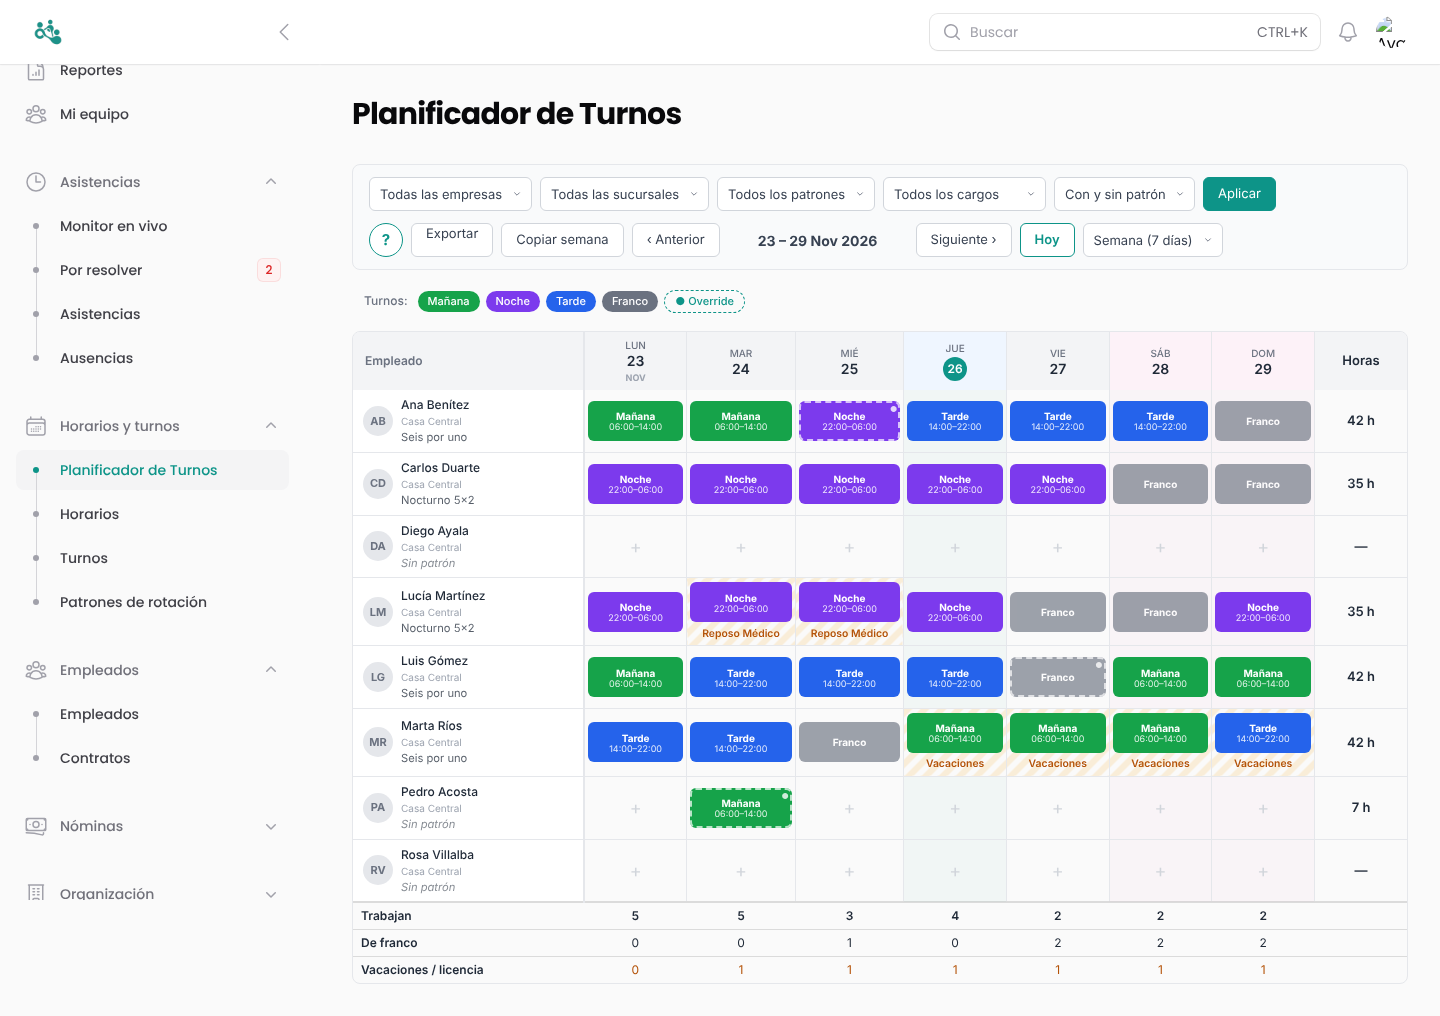 Buscar CTRL+K
Reportes
Mi equipo
Asistencias
Monitor en vivo
Por resolver 2
Asistencias
Ausencias
Horarios y turnos
Planificador de Turnos
Horarios
Turnos
Patrones de rotación
Empleados
Empleados
Contratos
Nóminas
Organización
Planificador de Turnos
Todas las empresas Todas las sucursales Todos los patrones Todos los cargos Con y sin patrón Aplicar
? Exportar Copiar semana ‹ Anterior 23 – 29 Nov 2026 Siguiente › Hoy Semana (7 días)
Turnos: Mañana Noche Tarde Franco Override
Empleado LUN 23 NOV MAR 24 MIÉ 25 JUE 26 VIE 27 SÁB 28 DOM 29 Horas
AB Ana Benítez
Casa Central
Seis por uno
Mañana Mañana Noche Tarde Tarde Tarde Franco 42 h
06:00–14:00 06:00–14:00 22:00–06:00 14:00–22:00 14:00–22:00 14:00–22:00
CD Carlos Duarte
Casa Central
Nocturno 5×2
Noche Noche Noche Noche Noche Franco Franco 35 h
22:00–06:00 22:00–06:00 22:00–06:00 22:00–06:00 22:00–06:00
DA Diego Ayala
Casa Central
Sin patrón
+ + + + + + + —
LM Lucía Martínez
Casa Central
Nocturno 5×2
Noche Noche Noche Noche Franco Franco Noche 35 h
22:00–06:00 22:00–06:00 22:00–06:00 22:00–06:00 22:00–06:00
Reposo Médico Reposo Médico
LG Luis Gómez
Casa Central
Seis por uno
Mañana Tarde Tarde Tarde Franco Mañana Mañana 42 h
06:00–14:00 14:00–22:00 14:00–22:00 14:00–22:00 06:00–14:00 06:00–14:00
MR Marta Ríos
Casa Central
Seis por uno
Tarde Tarde Franco Mañana Mañana Mañana Tarde 42 h
14:00–22:00 14:00–22:00 06:00–14:00 06:00–14:00 06:00–14:00 14:00–22:00
Vacaciones Vacaciones Vacaciones Vacaciones
PA Pedro Acosta
Casa Central
Sin patrón
+ Mañana + + + + + 7 h
06:00–14:00
RV Rosa Villalba
Casa Central
Sin patrón
+ + + + + + + —
Trabajan 5 5 3 4 2 2 2
De franco 0 0 1 0 2 2 2
Vacaciones / licencia 0 1 1 1 1 1 1